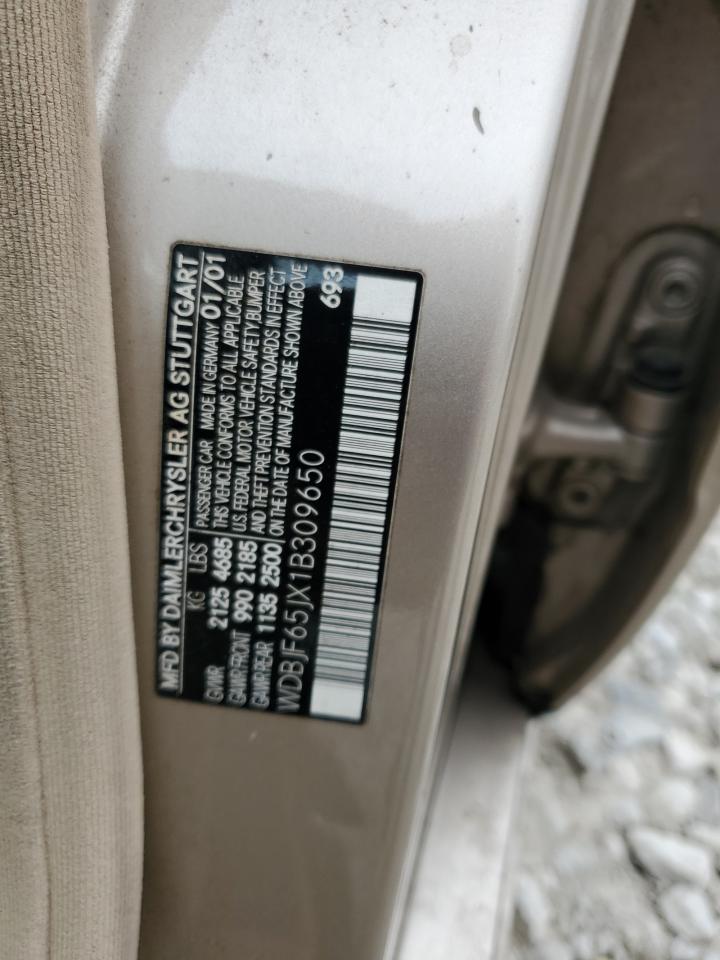 MFD BY DAIMLERCHRYSLER AG STUTTGART
KG LBS PASSENGER CAR MADE IN GERMANY 01/01
GVWR 2125 4685 THIS VEHICLE CONFORMS TO ALL APPLICABLE
GAWR FRONT 990 2185 U.S. FEDERAL MOTOR VEHICLE SAFETY BUMPER
GAWR REAR 1135 2500 AND THEFT PREVENTION STANDARDS IN EFFECT
ON THE DATE OF MANUFACTURE SHOWN ABOVE
WDBJF65JX1B309650 693